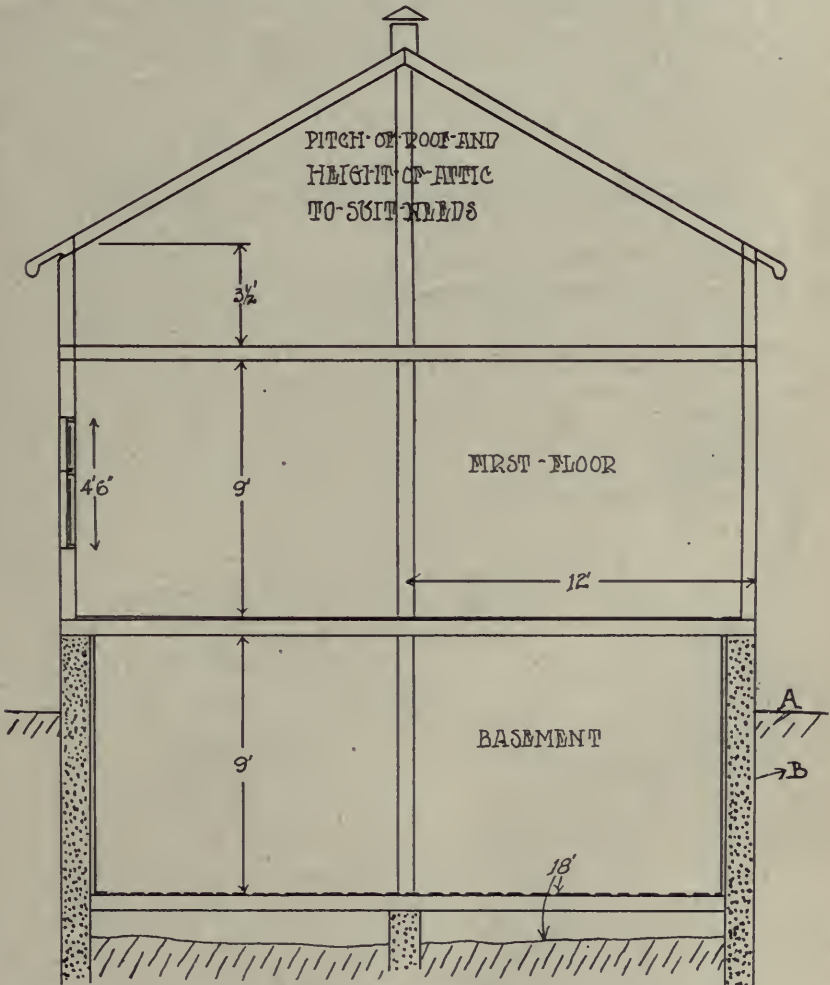 PITCH-OF-ROOF-AND
HEIGHT-OF-ATTIC
TO-SUIT-NEEDS
3½'
4'6"
9'
FIRST-FLOOR
12'
A
9'
BASEMENT
B
18'